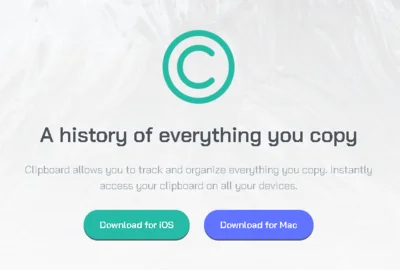 A history of everything you copy
Clipboard allows you to track and organize everything you copy. Instantly
access your clipboard on all your devices.
Download for iOS
Download for Mac